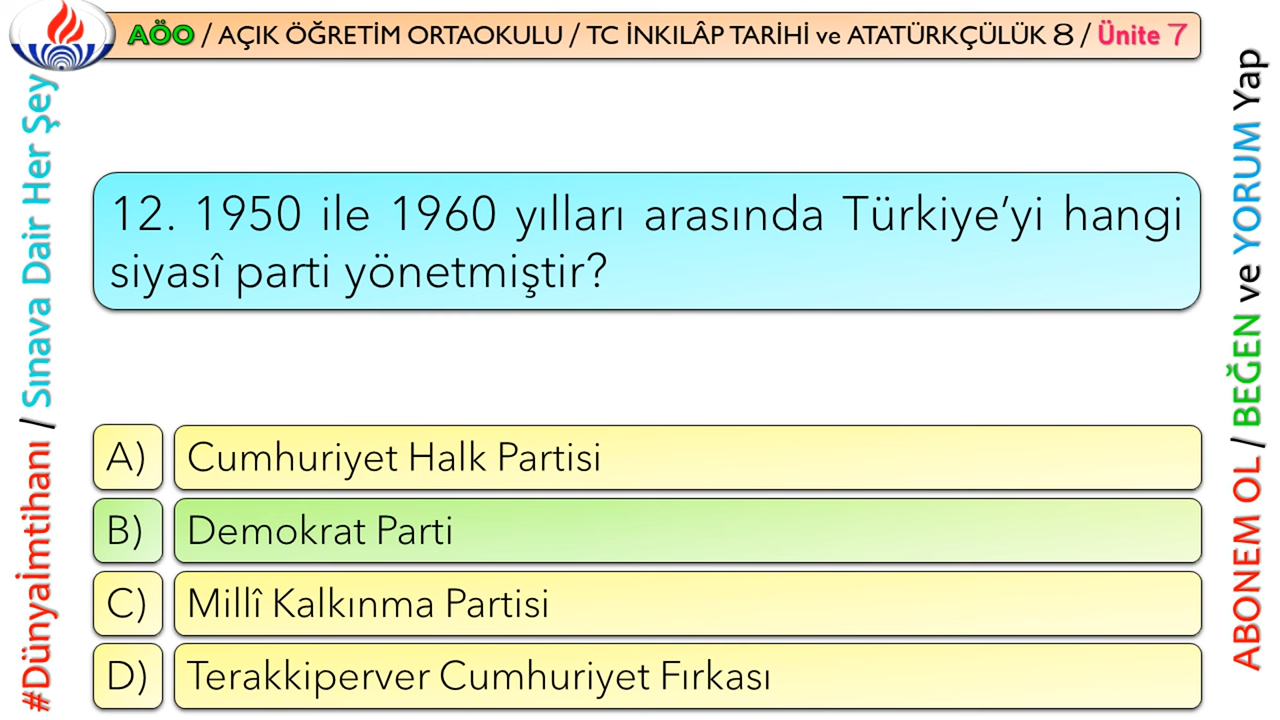 AÖO / AÇIK ÖĞRETİM ORTAOKULU / TC İNKILÂP TARİHİ ve ATATÜRKÇÜLÜK 8 / Ünite 7
#Dünyaimtihanı / Sınava Dair Her Şey
12. 1950 ile 1960 yılları arasında Türkiye'yi hangi
siyasî parti yönetmiştir?
A) Cumhuriyet Halk Partisi
B) Demokrat Parti
C) Millî Kalkınma Partisi
D) Terakkiperver Cumhuriyet Fırkası
ABONEM OL / BEĞEN ve YORUM Yap